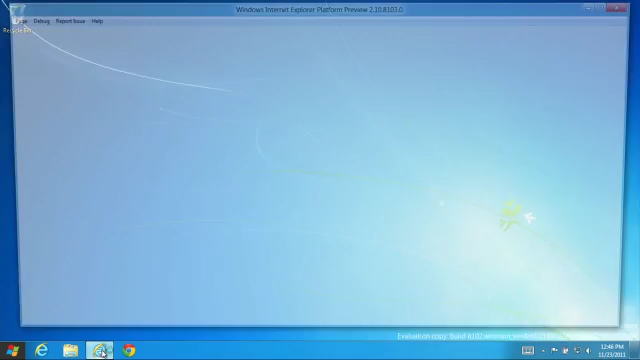 Windows Internet Explorer Platform Preview 2.10.8103.0
Page Debug Report Issue Help
Recycle Bin
Evaluation copy. Build 8102.
12:46 PM
11/23/2011